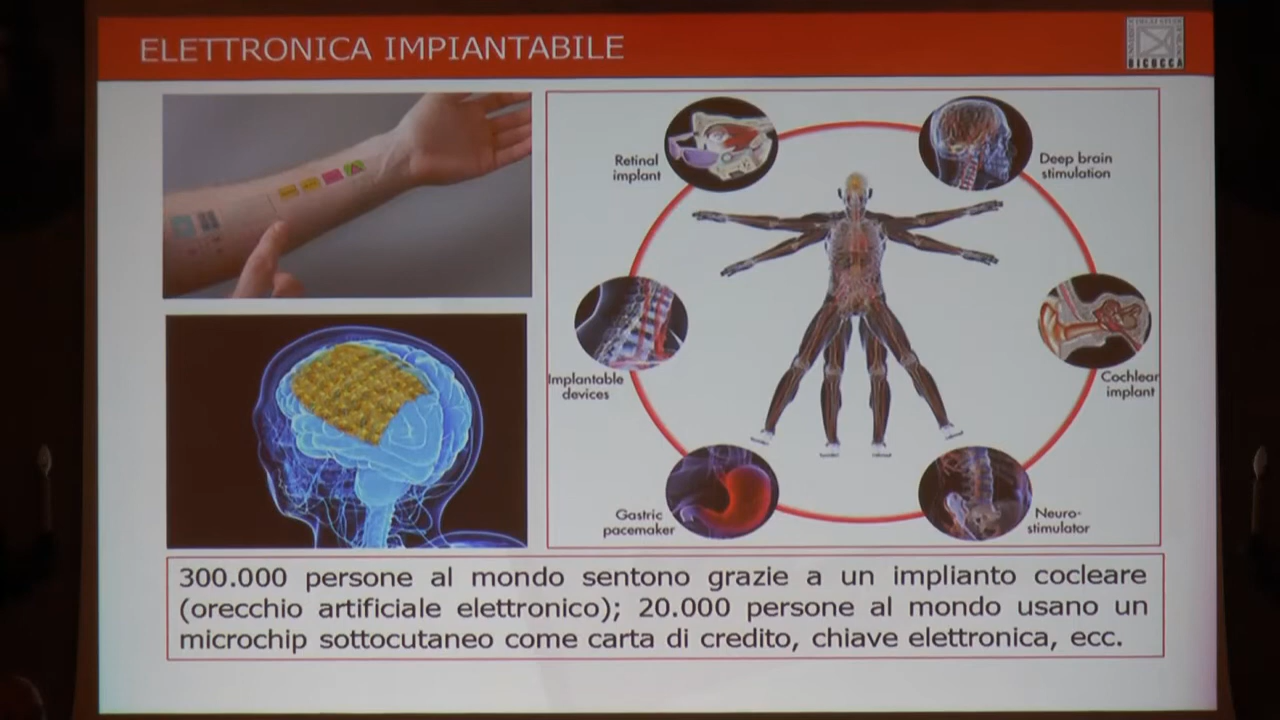 ELETTRONICA IMPIANTABILE
BICOCCA
Retinal
implant
Deep brain
stimulation
Implantable
devices
Cochlear
implant
Gastric
pacemaker
Neuro-
stimulator
300.000 persone al mondo sentono grazie a un implianto cocleare
(orecchio artificiale elettronico); 20.000 persone al mondo usano un
microchip sottocutaneo come carta di credito, chiave elettronica, ecc.